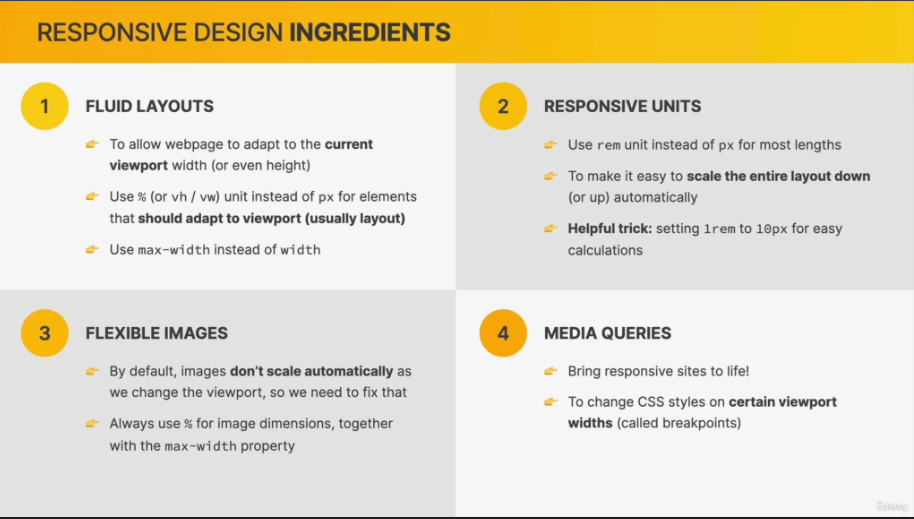 RESPONSIVE DESIGN INGREDIENTS
1
FLUID LAYOUTS
To allow webpage to adapt to the current
viewport width (or even height)
Use % (or vh / vw) unit instead of px for elements
that should adapt to viewport (usually layout)
Use max-width instead of width
2
RESPONSIVE UNITS
Use rem unit instead of px for most lengths
To make it easy to scale the entire layout down
(or up) automatically
Helpful trick: setting 1rem to 10px for easy
calculations
3
FLEXIBLE IMAGES
By default, images don't scale automatically as
we change the viewport, so we need to fix that
Always use % for image dimensions, together
with the max-width property
4
MEDIA QUERIES
Bring responsive sites to life!
To change CSS styles on certain viewport
widths (called breakpoints)
Udemy